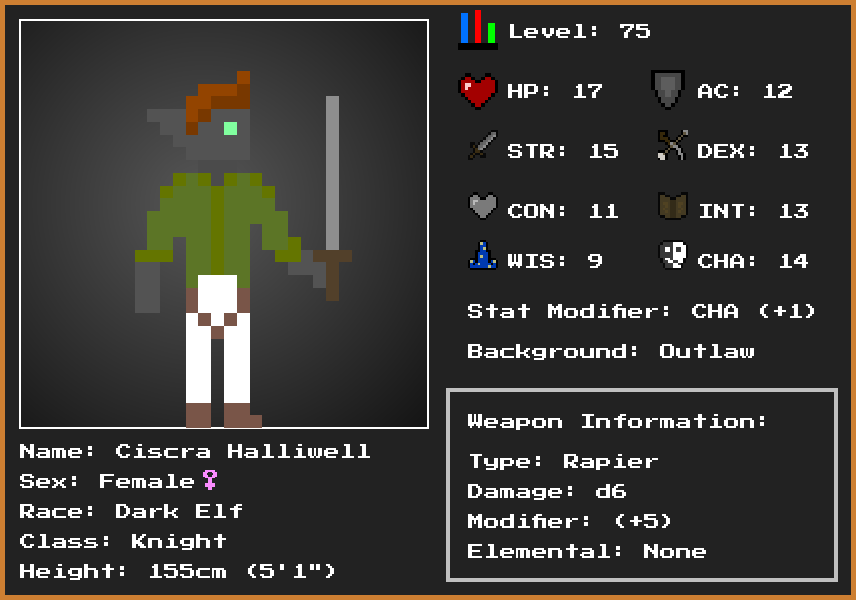 Level: 75
HP: 17
AC: 12
STR: 15
DEX: 13
CON: 11
INT: 13
WIS: 9
CHA: 14
Stat Modifier: CHA (+1)
Background: Outlaw
Weapon Information:
Type: Rapier
Damage: d6
Modifier: (+5)
Elemental: None
Name: Ciscra Halliwell
Sex: Female♀
Race: Dark Elf
Class: Knight
Height: 155cm (5'1")